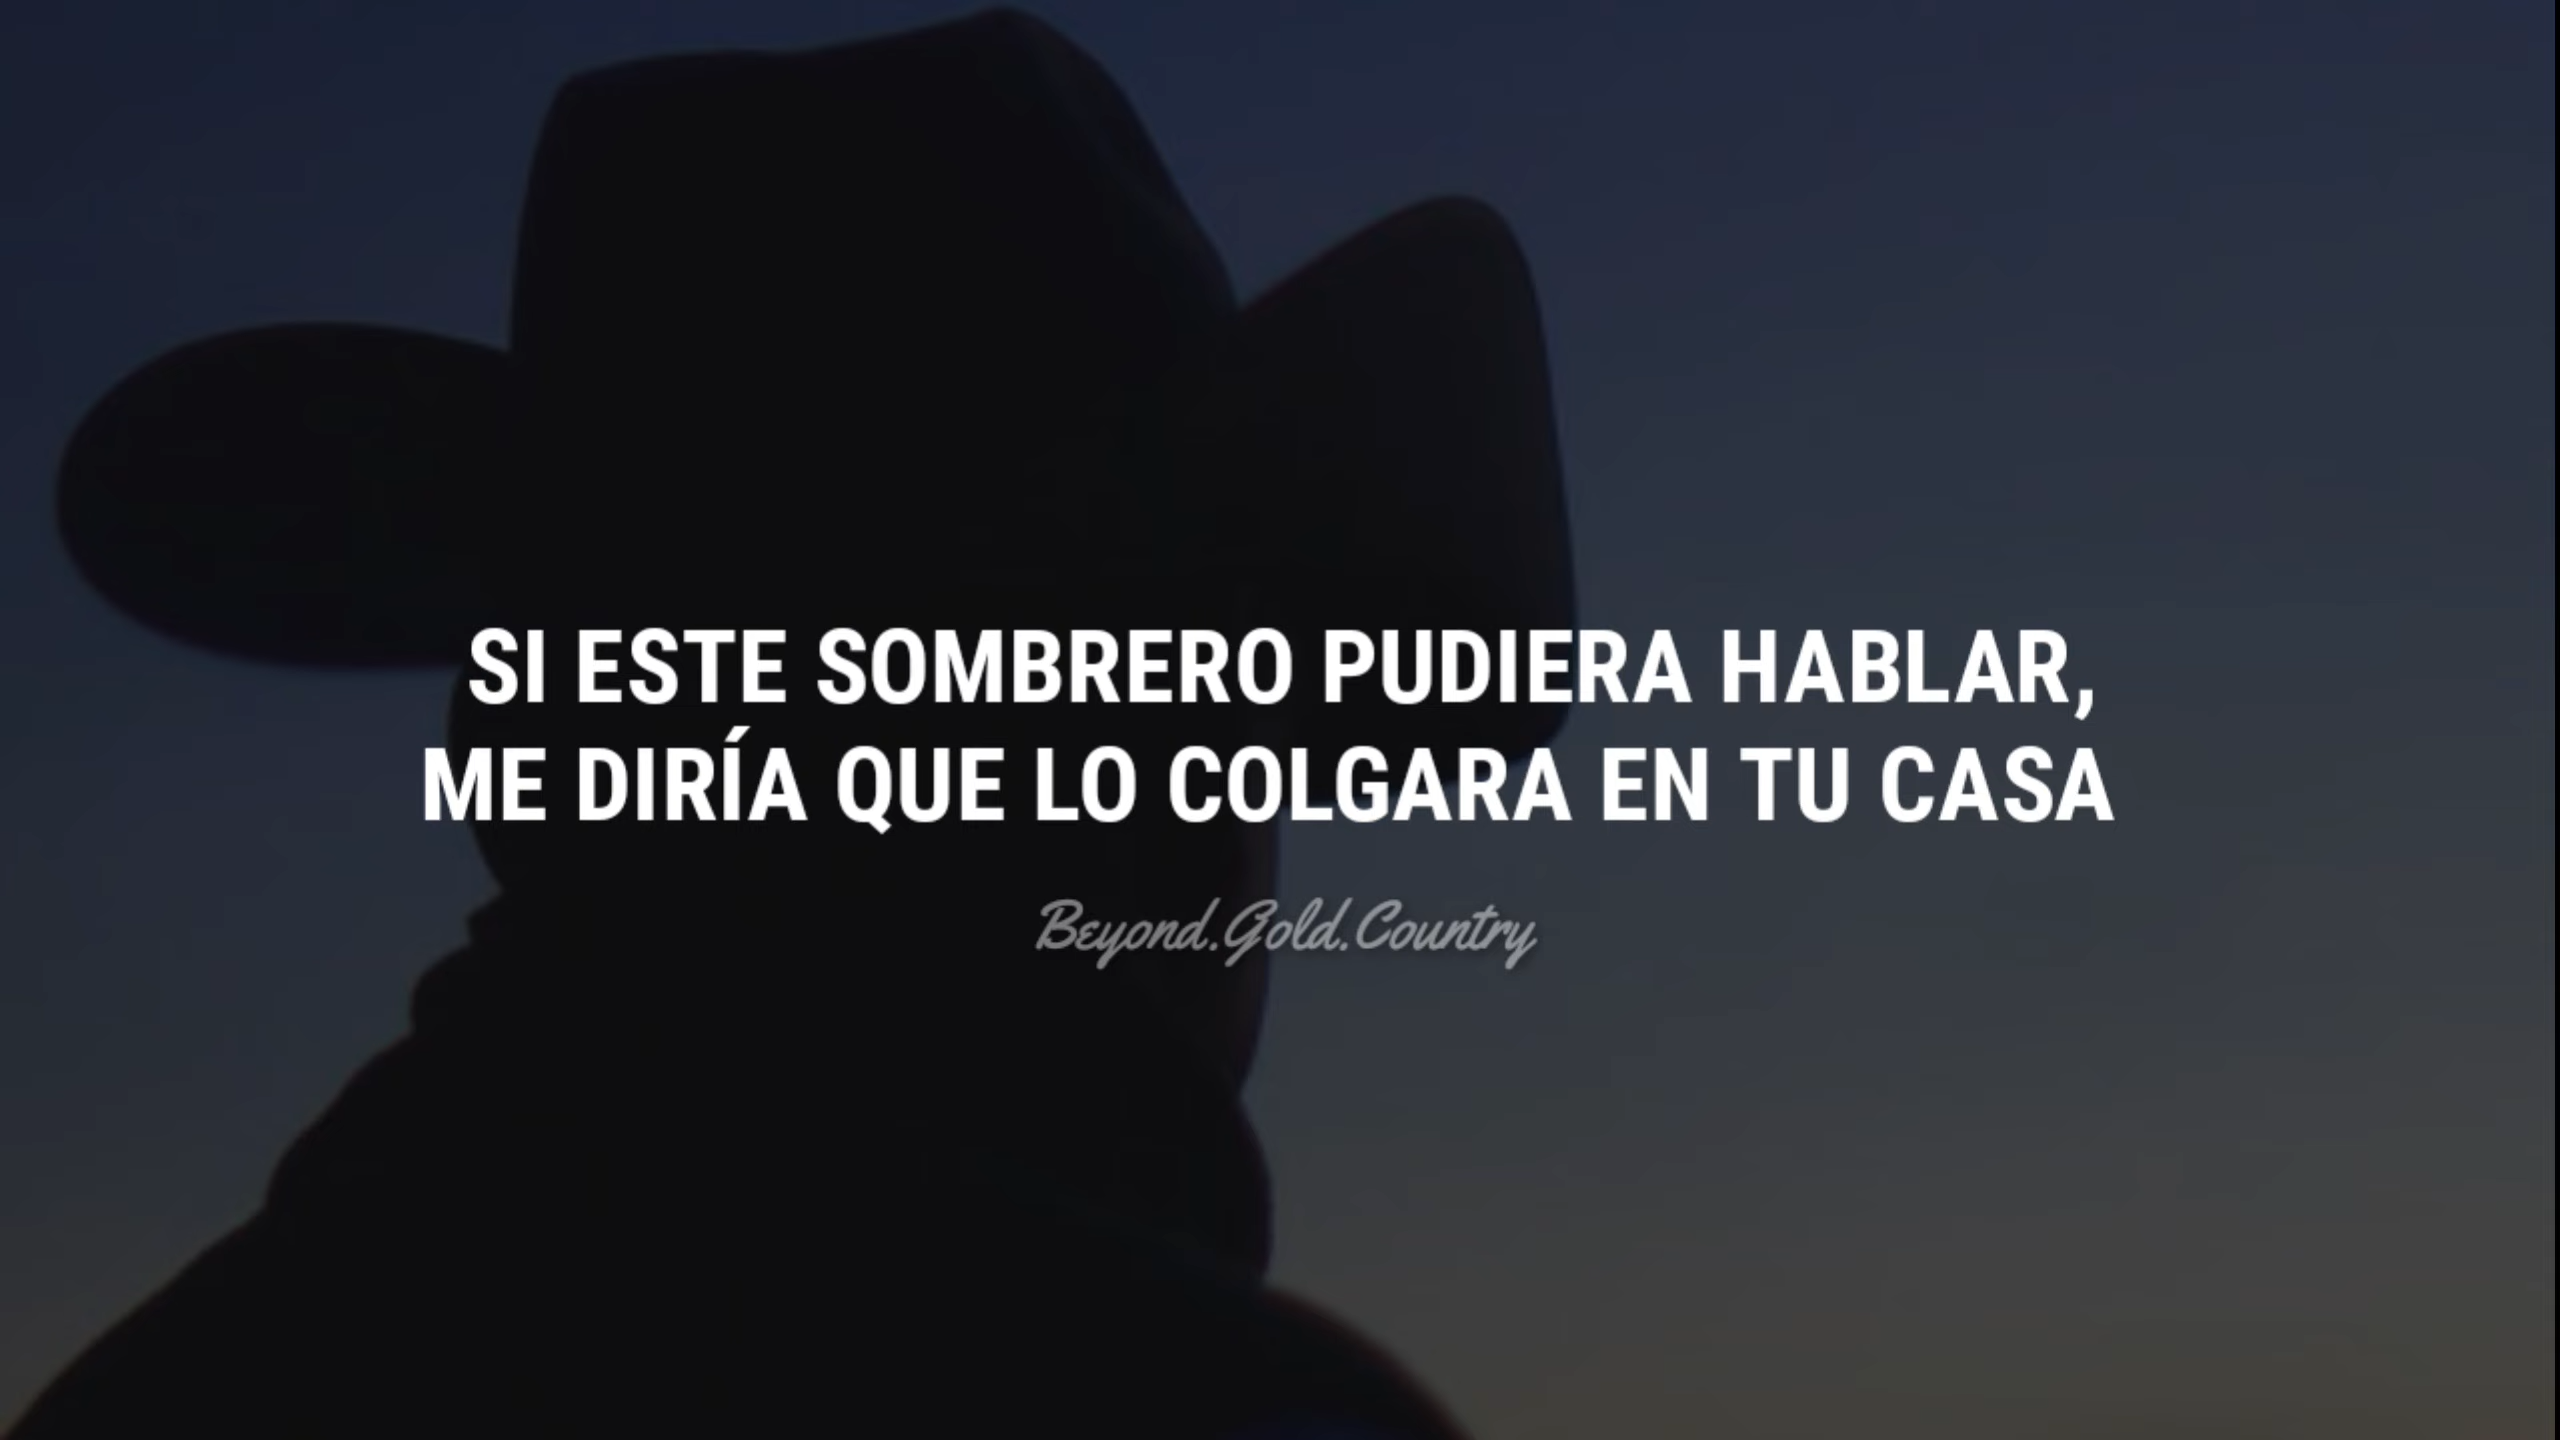 SI ESTE SOMBRERO PUDIERA HABLAR,
ME DIRÍA QUE LO COLGARA EN TU CASA
Beyond.Gold.Country